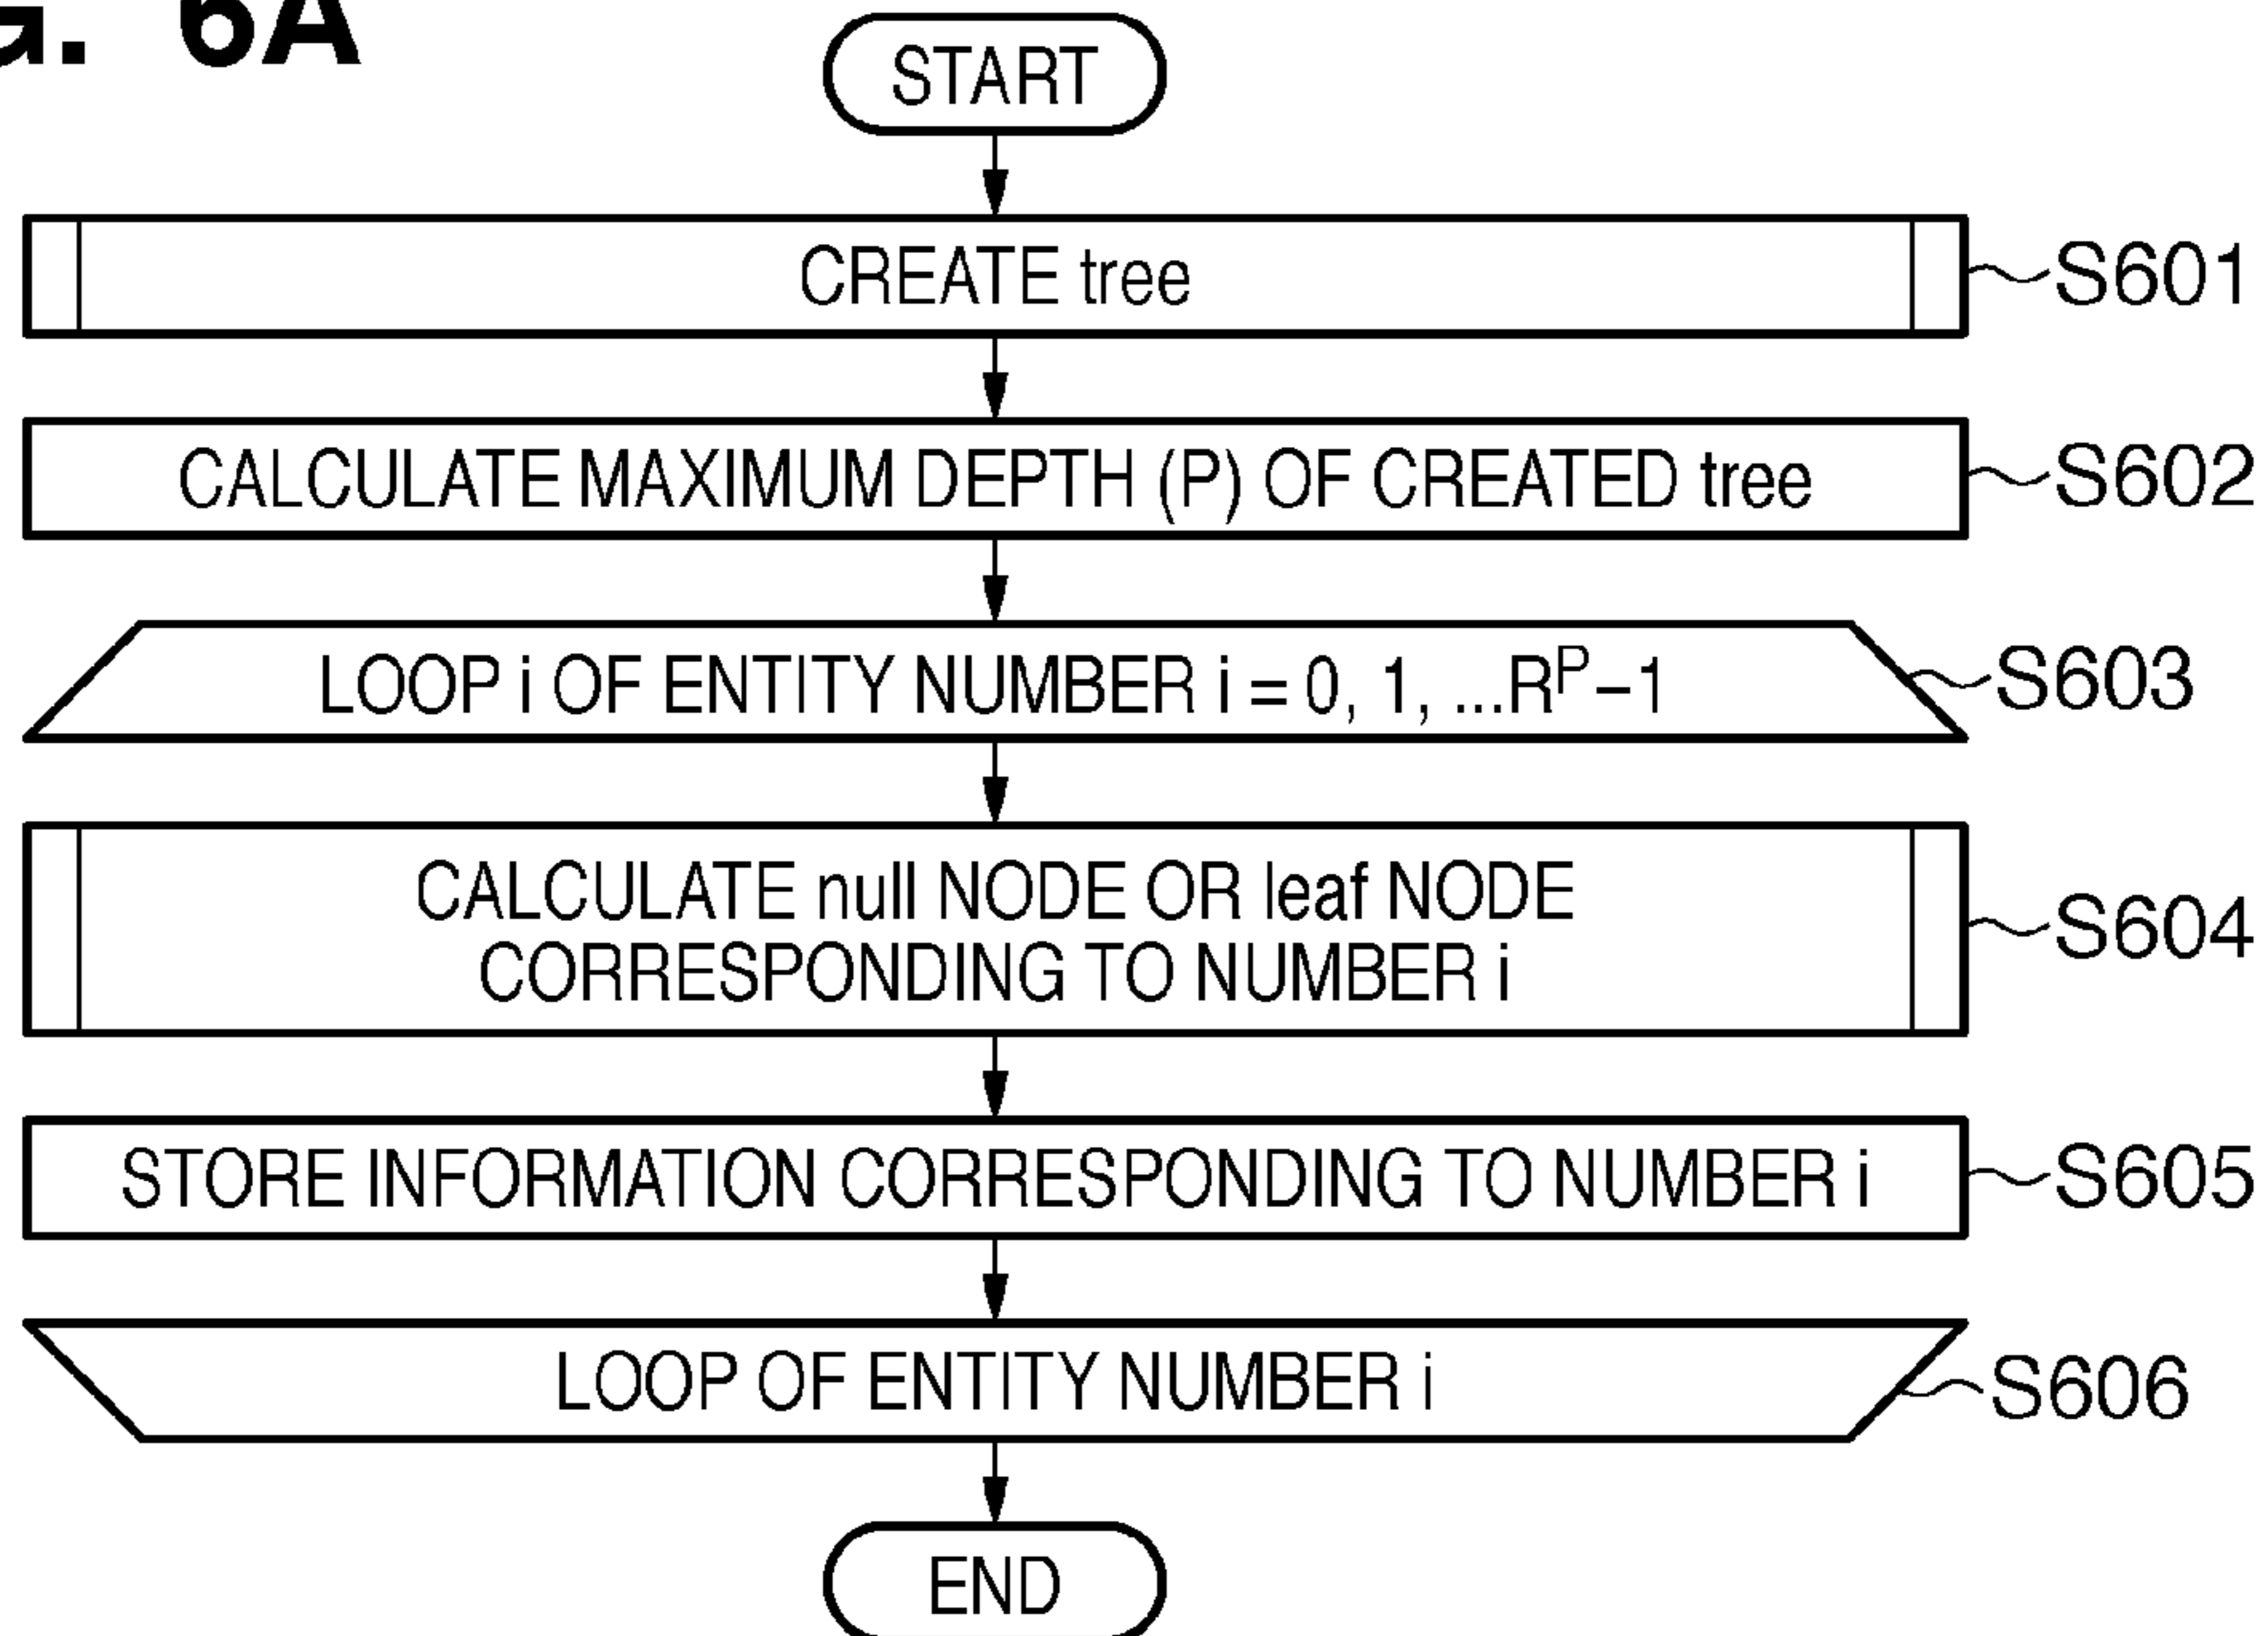 G. 6A
START
CREATE tree
S601
CALCULATE MAXIMUM DEPTH (P) OF CREATED tree
S602
LOOP i OF ENTITY NUMBER i = 0, 1, ...Rᴾ–1
S603
CALCULATE null NODE OR leaf NODE
CORRESPONDING TO NUMBER i
S604
STORE INFORMATION CORRESPONDING TO NUMBER i
S605
LOOP OF ENTITY NUMBER i
S606
END